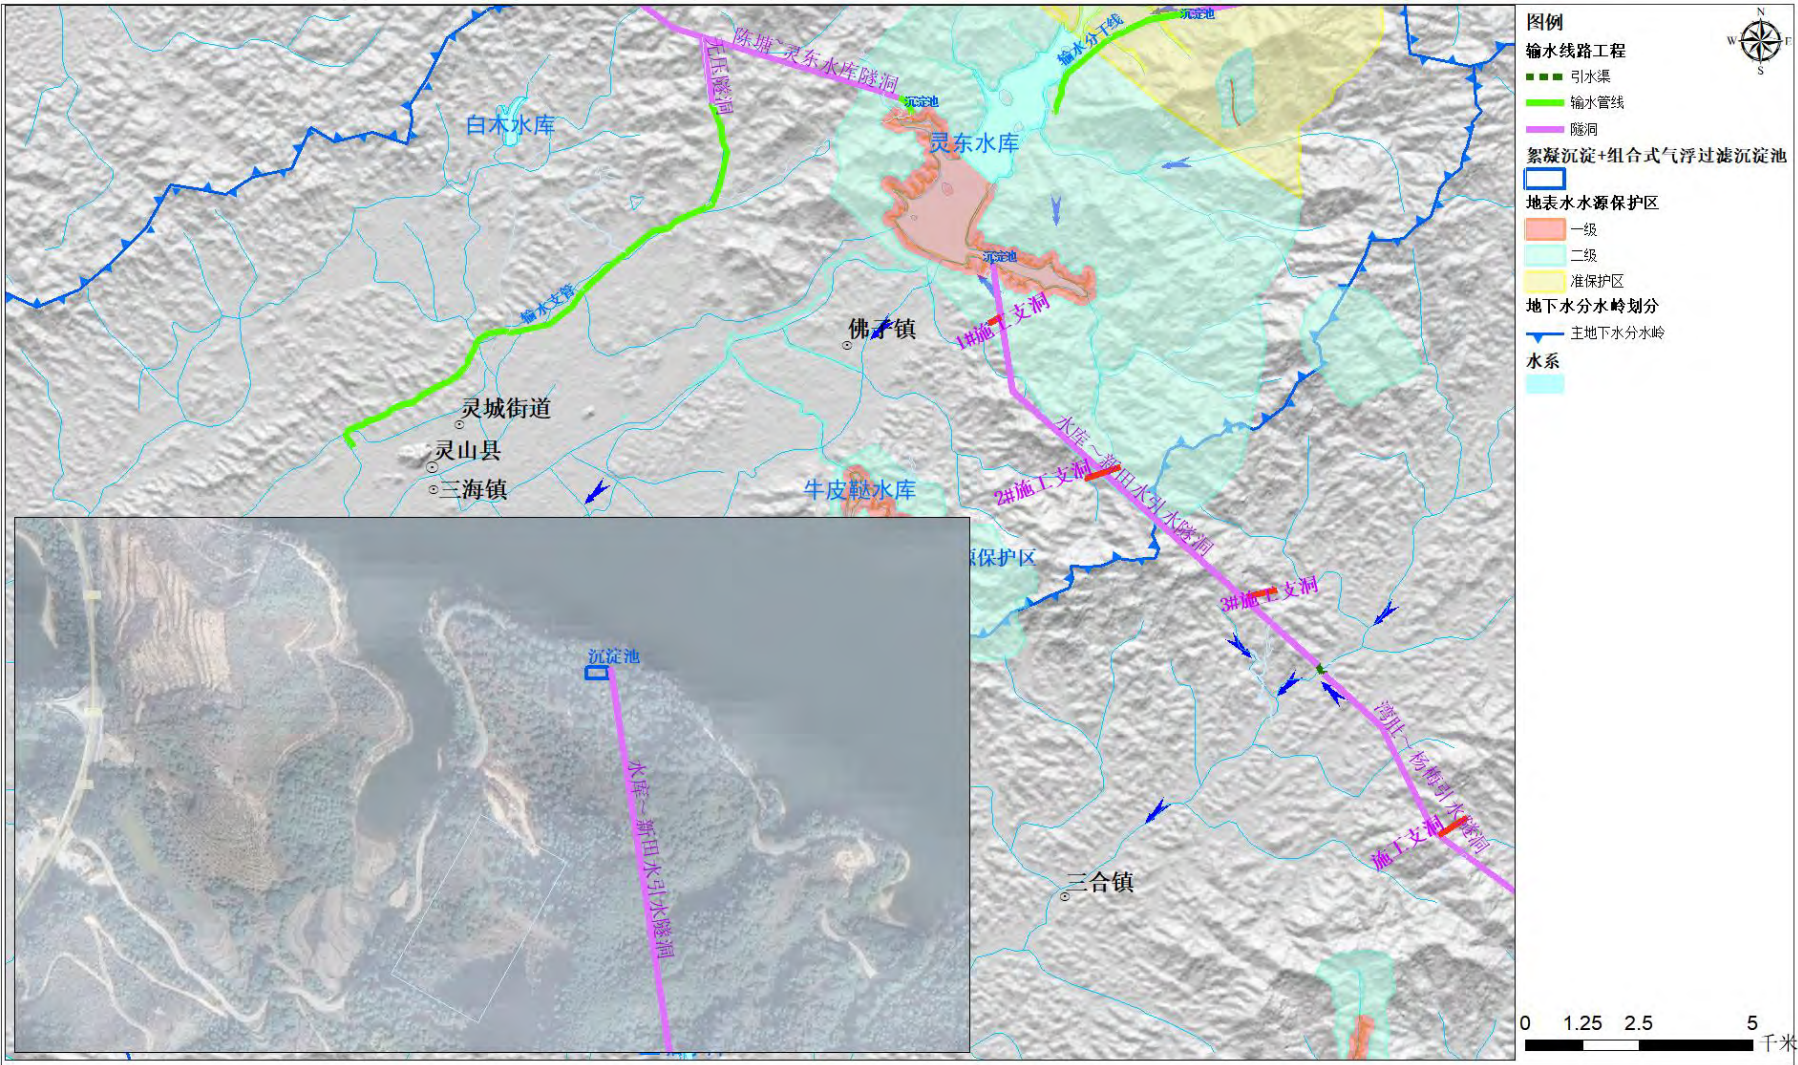 陈塘~灵东水库隧洞
无压隧洞
输水分干线
沉淀池
沉淀池
白木水库
灵东水库
沉淀池
1#施工支洞
输水支管
佛子镇
灵城街道
灵山县
三海镇
牛皮鞑水库
水库~新田水引水隧洞
2#施工支洞
源保护区
3#施工支洞
湾肚~杨梅引水隧洞
施工支洞
三合镇
沉淀池
水库~新田水引水隧洞
图例
输水线路工程
引水渠
输水管线
隧洞
絮凝沉淀+组合式气浮过滤沉淀池
地表水水源保护区
一级
二级
准保护区
地下水分水岭划分
主地下水分水岭
水系
N
W E
S
0 1.25 2.5 5
千米